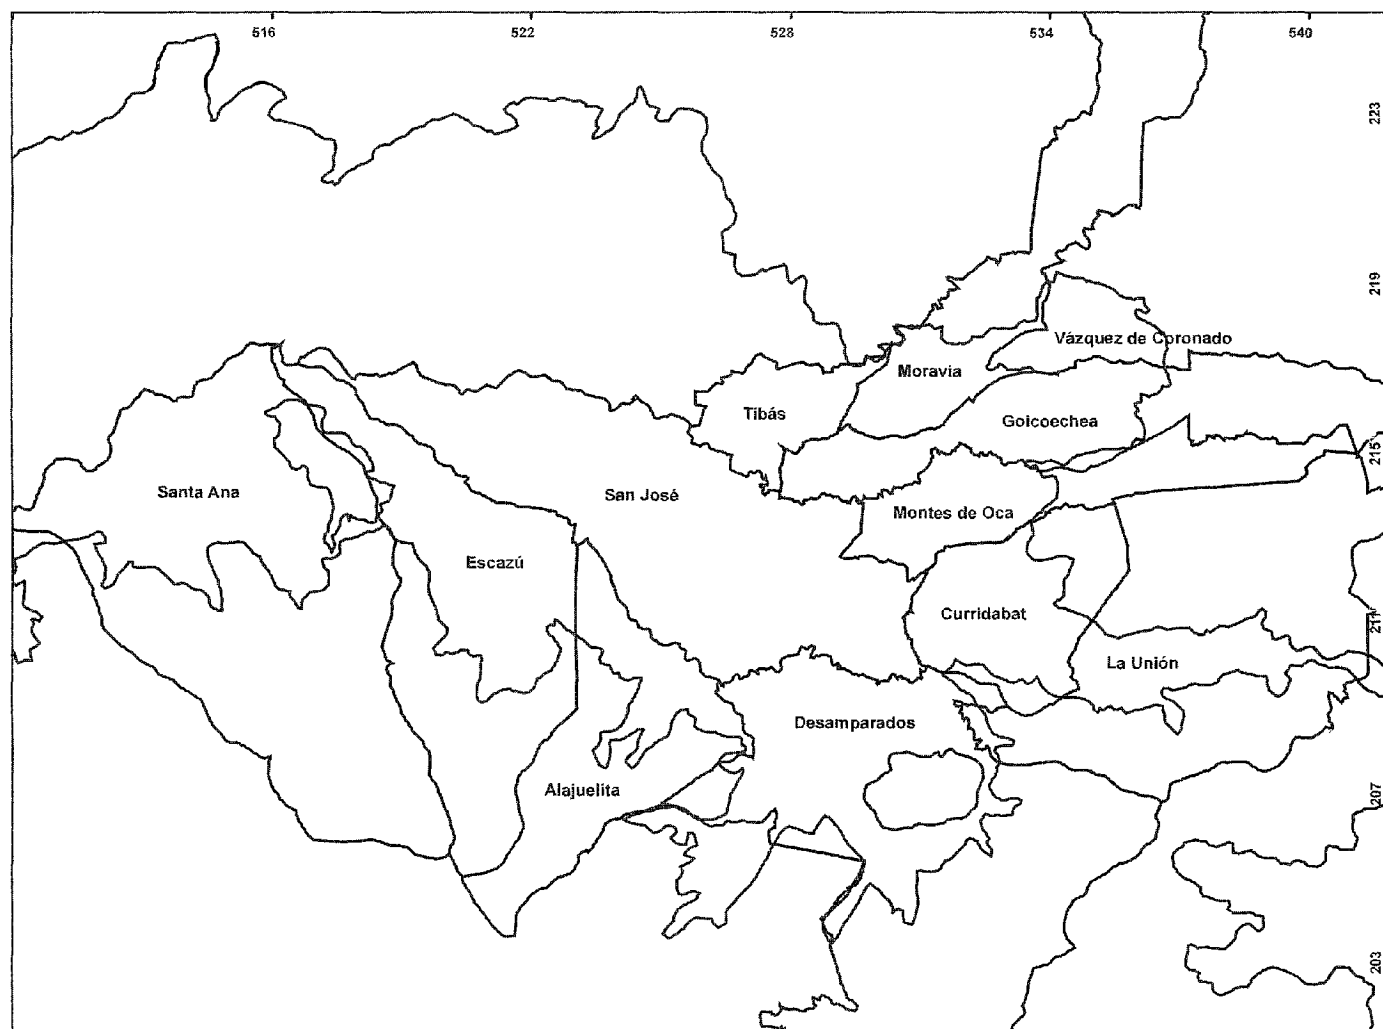 516 522 528 534 540
223
219
Vázquez de Coronado
Moravia
Tibás
Goicoechea
215
Santa Ana
San José
Montes de Oca
Escazú
Curridabat
211
La Unión
Desamparados
Alajuelita
207
203